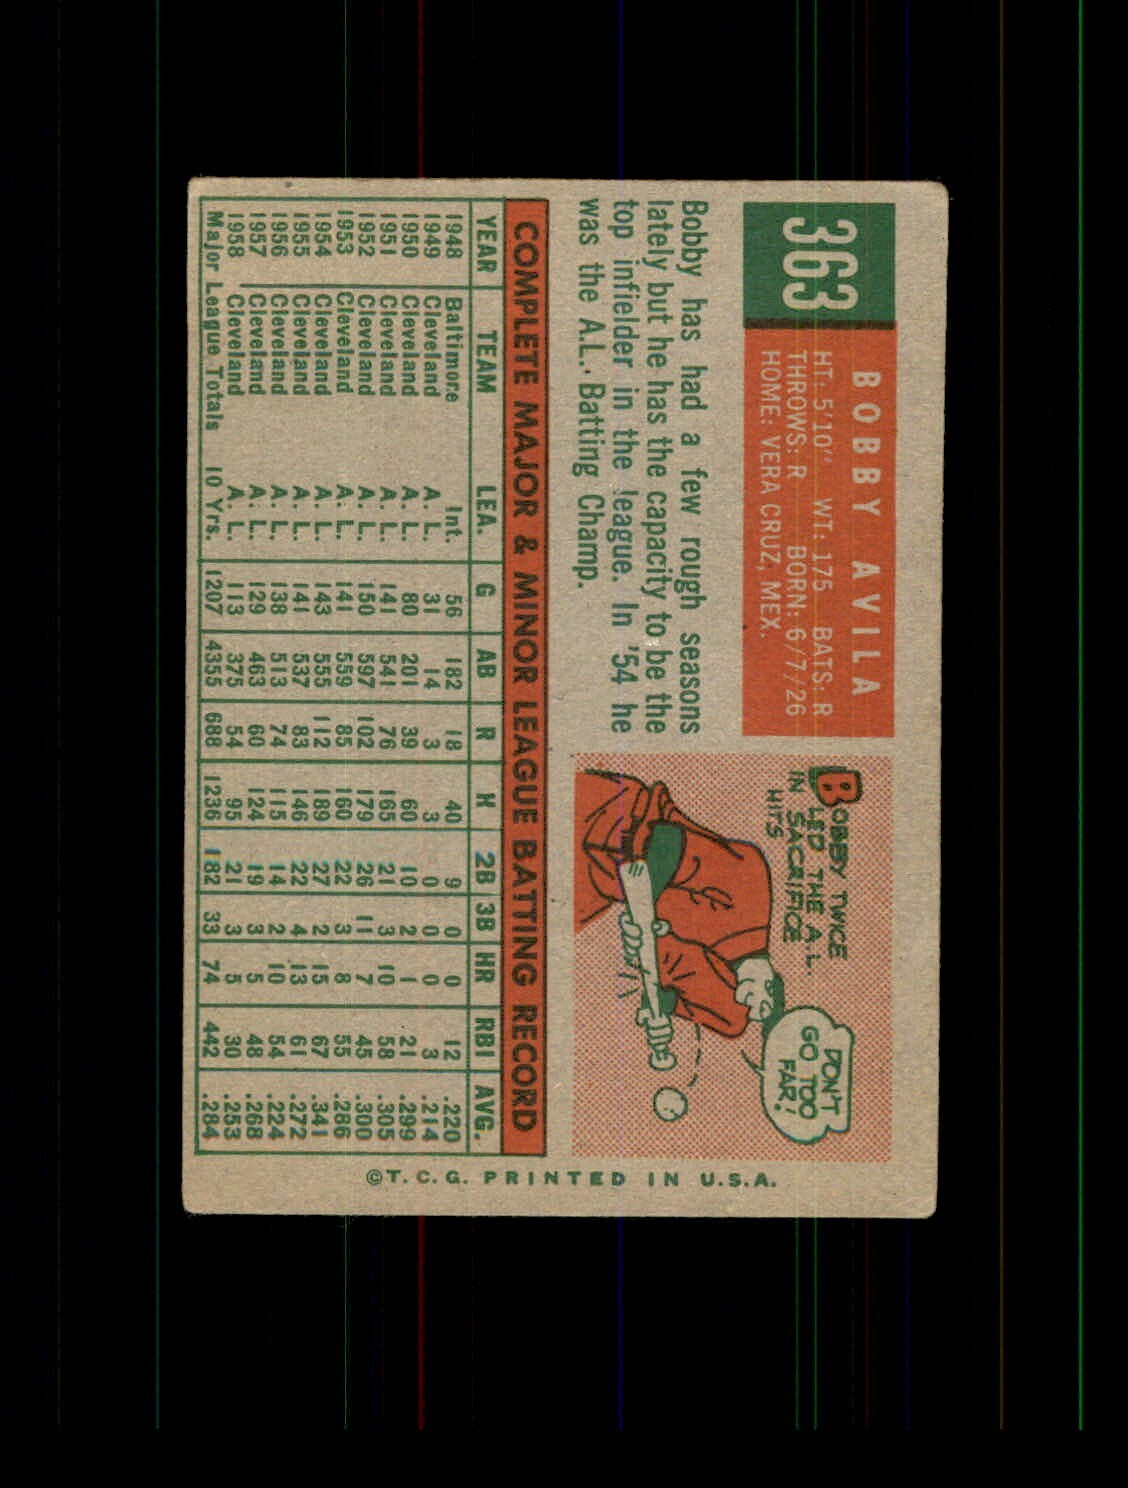 363
BOBBY AVILA
HT: 5'10" WT: 175 BATS: R
THROWS: R BORN: 6/7/26
HOME: VERA CRUZ, MEX.
Bobby has had a few rough seasons
lately but he has the capacity to be the
top infielder in the league. In '54 he
was the A.L. Batting Champ.
BOBBY TWICE
LED THE A.L.
IN SACRIFICE
HITS
DON'T
GO TOO
FAR!
COMPLETE MAJOR & MINOR LEAGUE BATTING RECORD
YEAR TEAM LEA. G AB R H 2B 3B HR RBI AVG.
1948 Baltimore Int. 56 182 18 40 9 0 0 12 .220
1949 Cleveland A. L. 31 14 3 3 0 0 0 3 .214
1950 Cleveland A. L. 80 201 39 60 10 2 1 21 .299
1951 Cleveland A. L. 141 541 76 165 21 3 10 58 .305
1952 Cleveland A. L. 150 597 102 179 26 11 7 45 .300
1953 Cleveland A. L. 141 559 85 160 22 3 8 55 .286
1954 Cleveland A. L. 143 555 112 189 27 2 15 67 .341
1955 Cleveland A. L. 141 537 83 146 22 4 13 61 .272
1956 Cleveland A. L. 138 513 74 115 14 2 10 54 .224
1957 Cleveland A. L. 129 463 60 124 19 3 5 48 .268
1958 Cleveland A. L. 113 375 54 95 21 3 5 30 .253
Major League Totals 10 Yrs. 1207 4355 688 1236 182 33 74 442 .284
©T.C.G. PRINTED IN U.S.A.